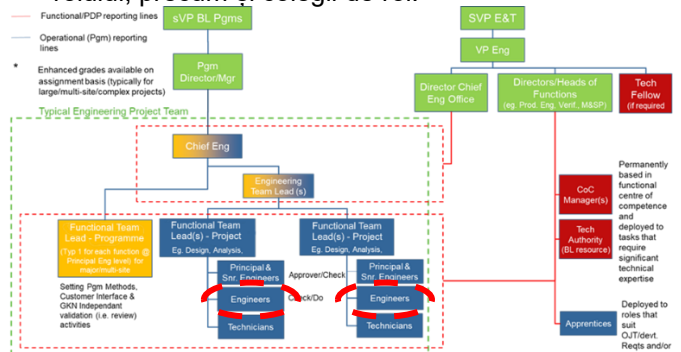 rolului, precum și colegii de rol.
Functional/PDP reporting lines
Operational (Pgm) reporting
lines
* Enhanced grades available on
assignment basis (typically for
large/multi-site/complex projects)
Typical Engineering Project Team
sVP BL Pgms
Pgm
Director/Mgr
SVP E&T
VP Eng
Director Chief
Eng Office
Directors/Heads of
Functions
(eg. Prod. Eng, Verif., M&SP)
Tech
Fellow
(if required
Chief Eng
Engineering
Team Lead (s)
Functional Team
Lead - Programme
(Typ 1 for each function @
Principal Eng level) for
major/multi-site
Setting Pgm Methods,
Customer Interface &
GKN Independant
validation (i.e. review)
activities
Functional Team
Lead(s) - Project
Eg. Design, Analysis,
Principal &
Snr. Engineers
Engineers
Technicians
Approver/Check
Check/Do
Functional Team
Lead(s) - Project
Eg. Design, Analysis,
Principal &
Snr. Engineers
Engineers
Technicians
CoC
Manager(s)
Tech
Authority
(BL resource)
Permanently
based in
functional
centre of
competence
and
deployed to
tasks that
require
significant
technical
expertise
Apprentices
Deployed to
roles that
suit
OJT/devt.
Reqts and/or